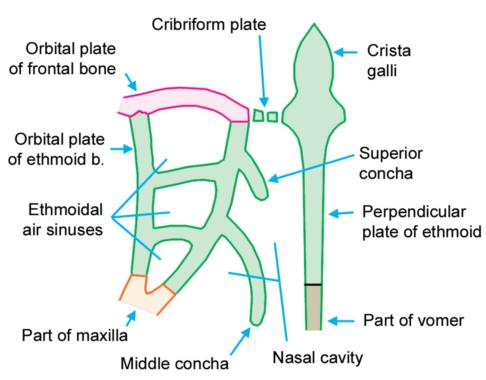 Cribriform plate
Orbital plate
of frontal bone
Crista
galli
Orbital plate
of ethmoid b.
Superior
concha
Ethmoidal
air sinuses
Perpendicular
plate of ethmoid
Part of maxilla
Part of vomer
Middle concha
Nasal cavity